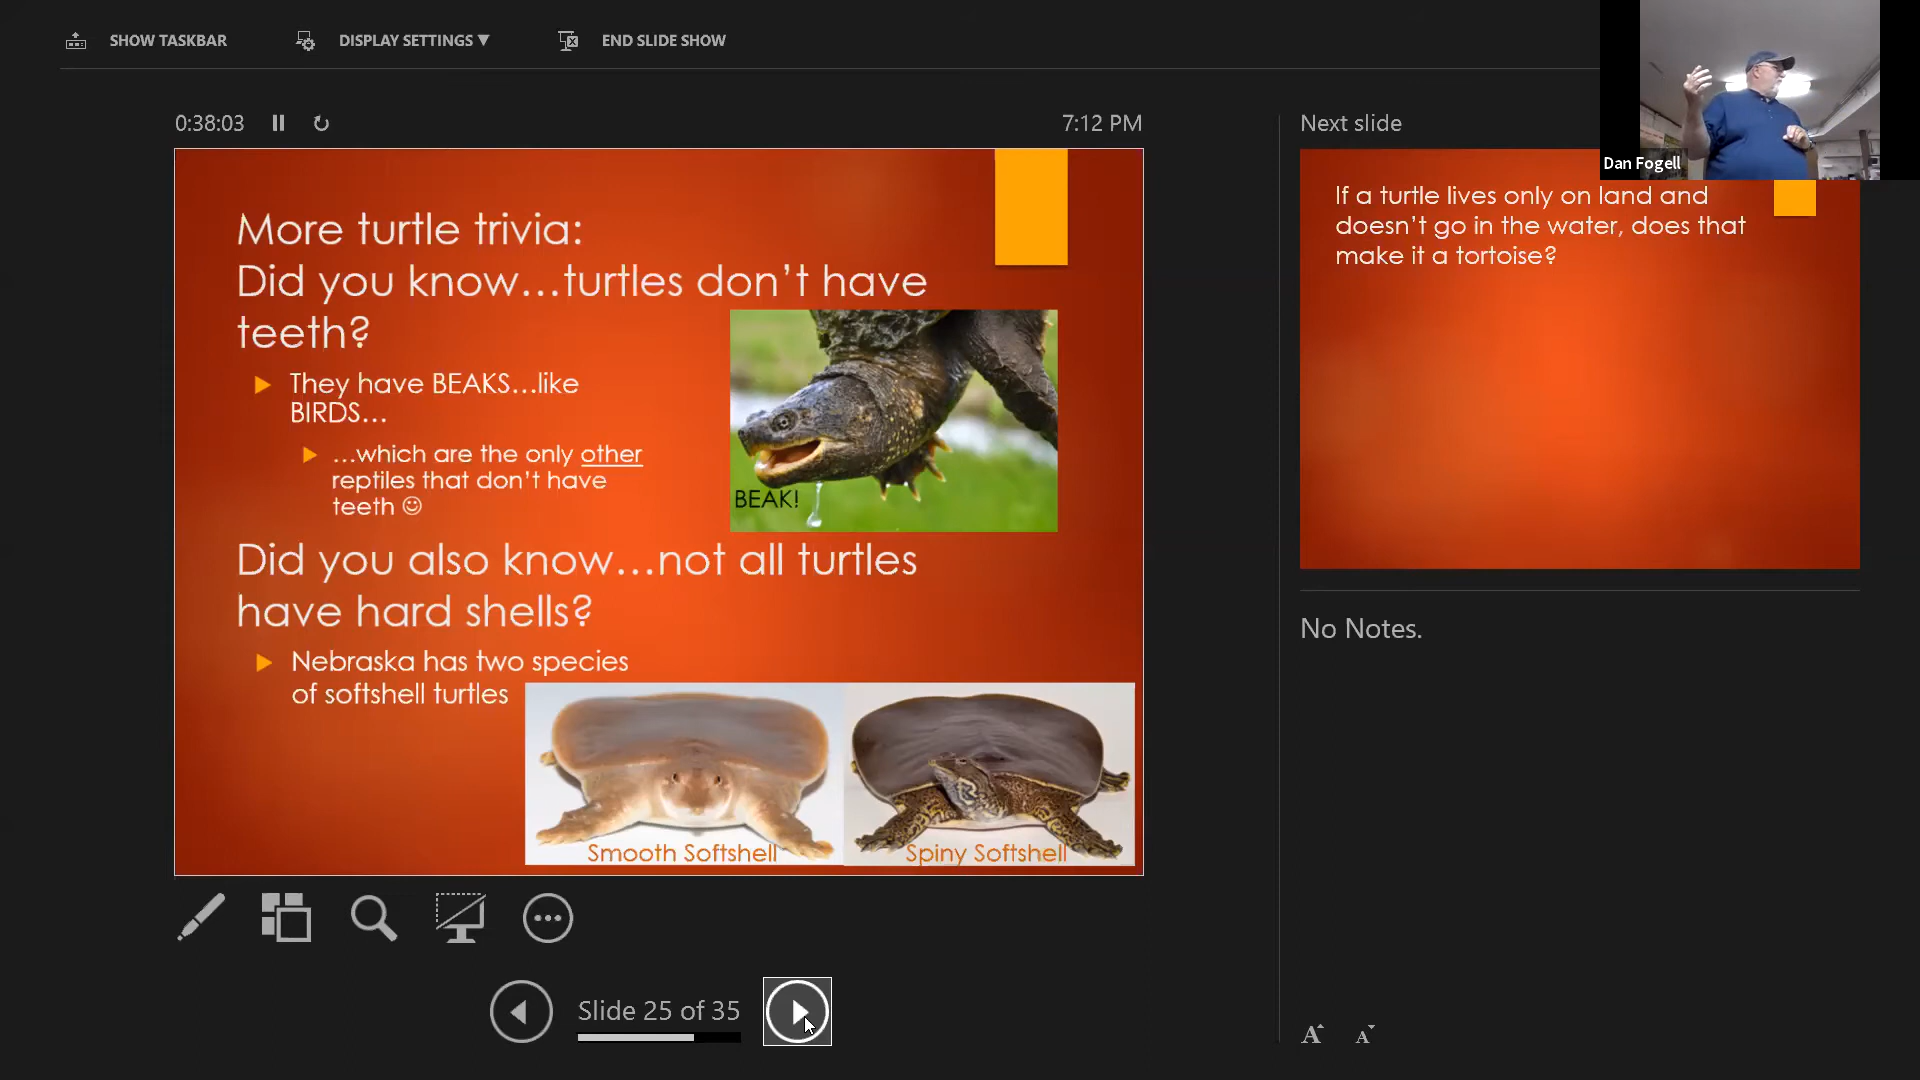 SHOW TASKBAR
DISPLAY SETTINGS ▼
END SLIDE SHOW
0:38:03
7:12 PM
More turtle trivia:
Did you know…turtles don't have
teeth?
They have BEAKS…like
BIRDS…
…which are the only other
reptiles that don't have
teeth ☺
BEAK!
Did you also know…not all turtles
have hard shells?
Nebraska has two species
of softshell turtles
Smooth Softshell
Spiny Softshell
Slide 25 of 35
Next slide
Dan Fogell
If a turtle lives only on land and
doesn't go in the water, does that
make it a tortoise?
No Notes.
A A